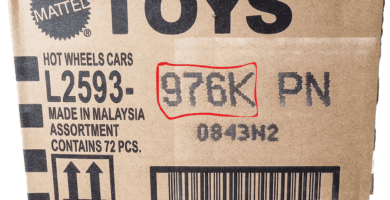 MATTEL
TOYS
HOT WHEELS CARS
L2593- 976K PN
MADE IN MALAYSIA
ASSORTMENT 0843N2
CONTAINS 72 PCS.